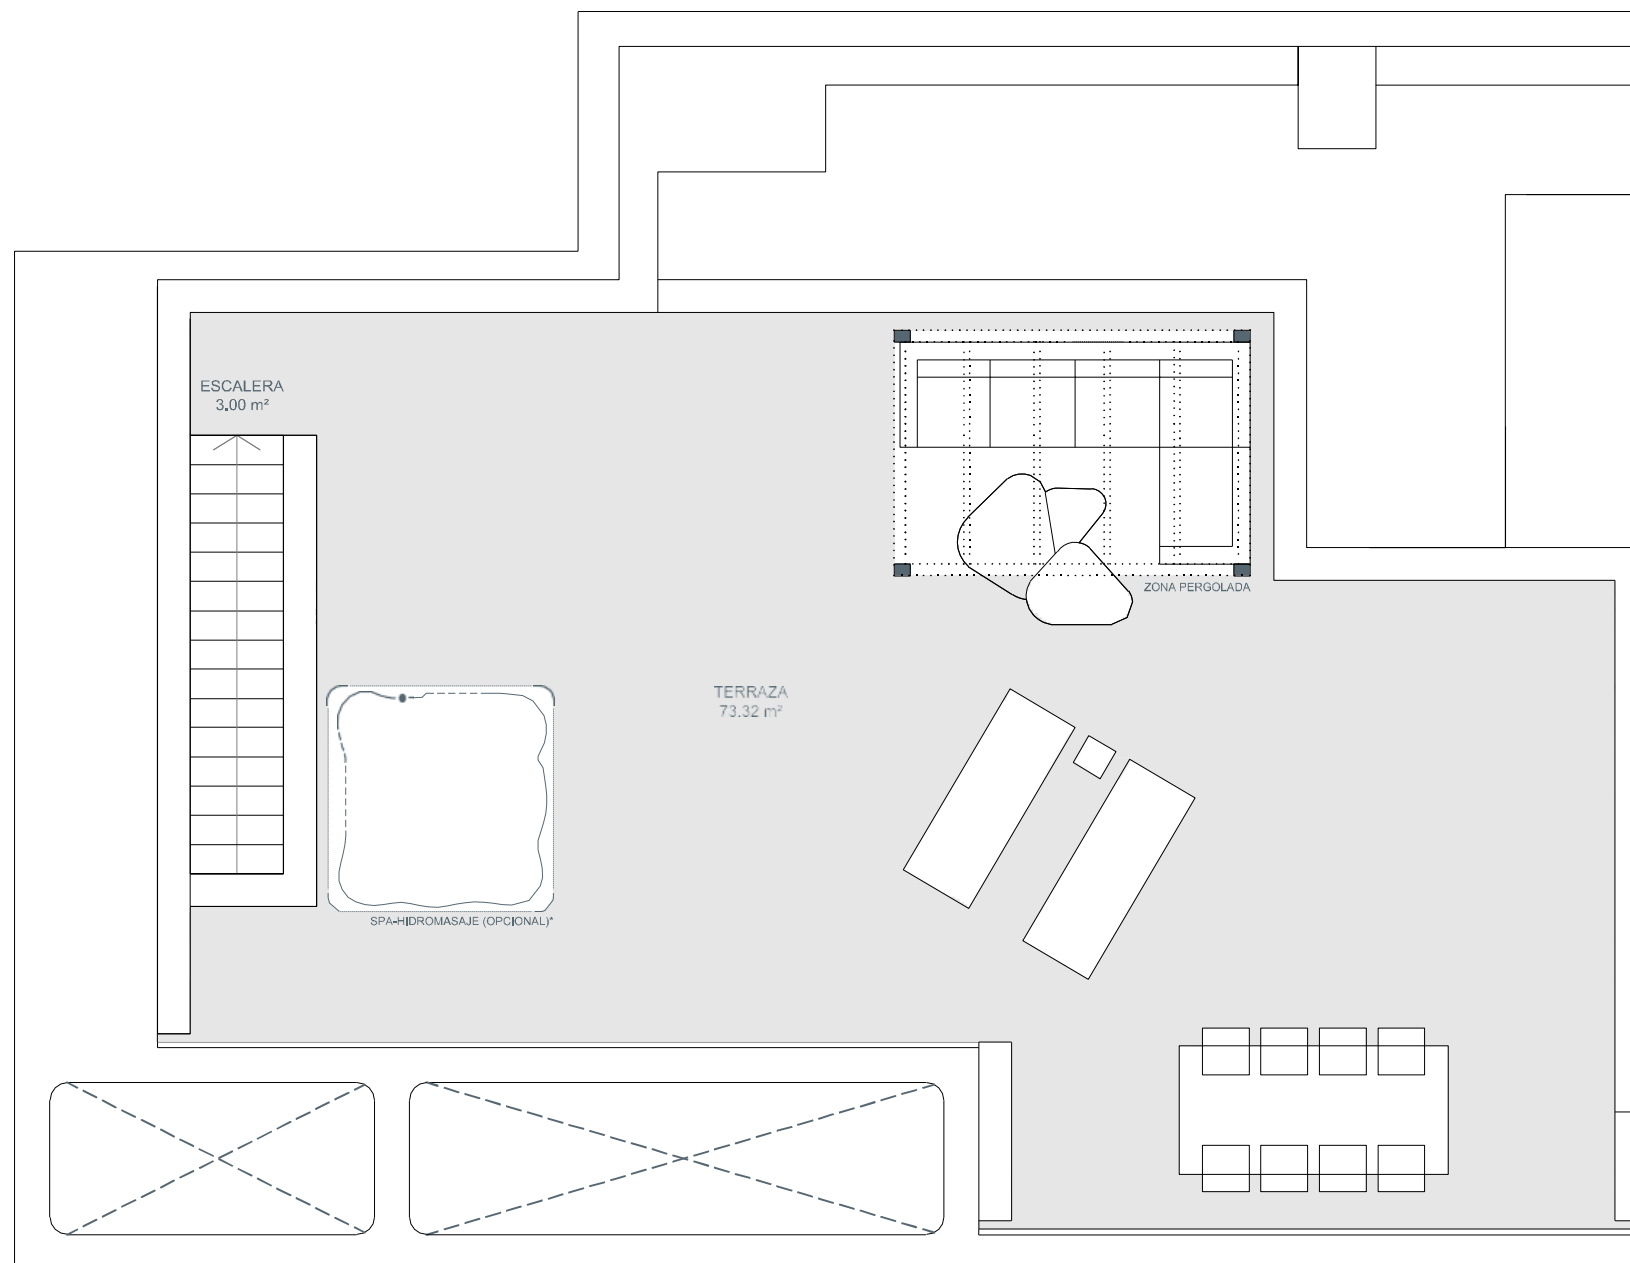 ESCALERA
3.00 m²
ZONA PERGOLADA
TERRAZA
73.32 m²
SPA-HIDROMASAJE (OPCIONAL)*